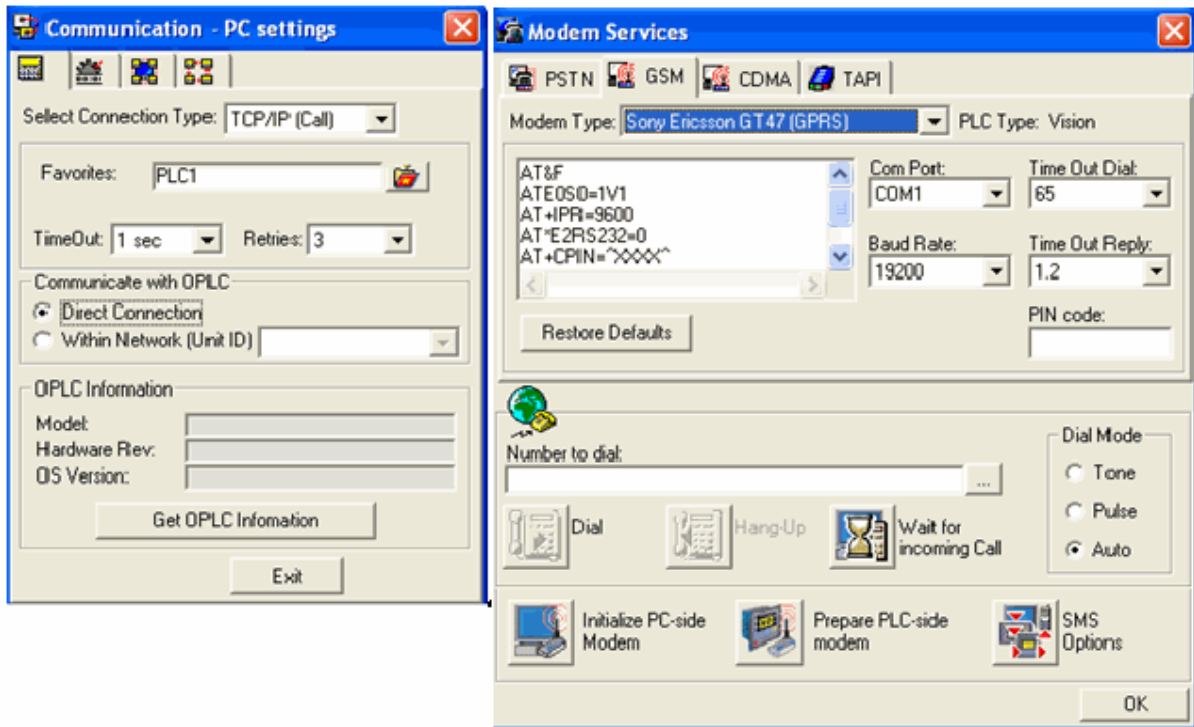 Communication - PC settings
Select Connection Type: TCP/IP (Call)
Favorites: PLC1
TimeOut: 1 sec Retries: 3
Communicate with OPLC
Direct Connection
Within Network (Unit ID)
OPLC Information
Model:
Hardware Rev:
OS Version:
Get OPLC Infomation
Exit
Modem Services
PSTN GSM CDMA TAPI
Modem Type: Sony Ericsson GT47 (GPRS) PLC Type: Vision
AT&F
ATE0S0=1V1
AT+IPR=9600
AT*E2RS232=0
AT+CPIN=^XXXX^
Com Port: Time Out Dial:
COM1 65
Baud Rate: Time Out Reply:
19200 1.2
Restore Defaults
PIN code:
Number to dial:
...
Dial Mode
Tone
Pulse
Auto
Dial Hang-Up Wait for
incoming Call
Initialize PC-side
Modem
Prepare PLC-side
modem
SMS
Options
OK